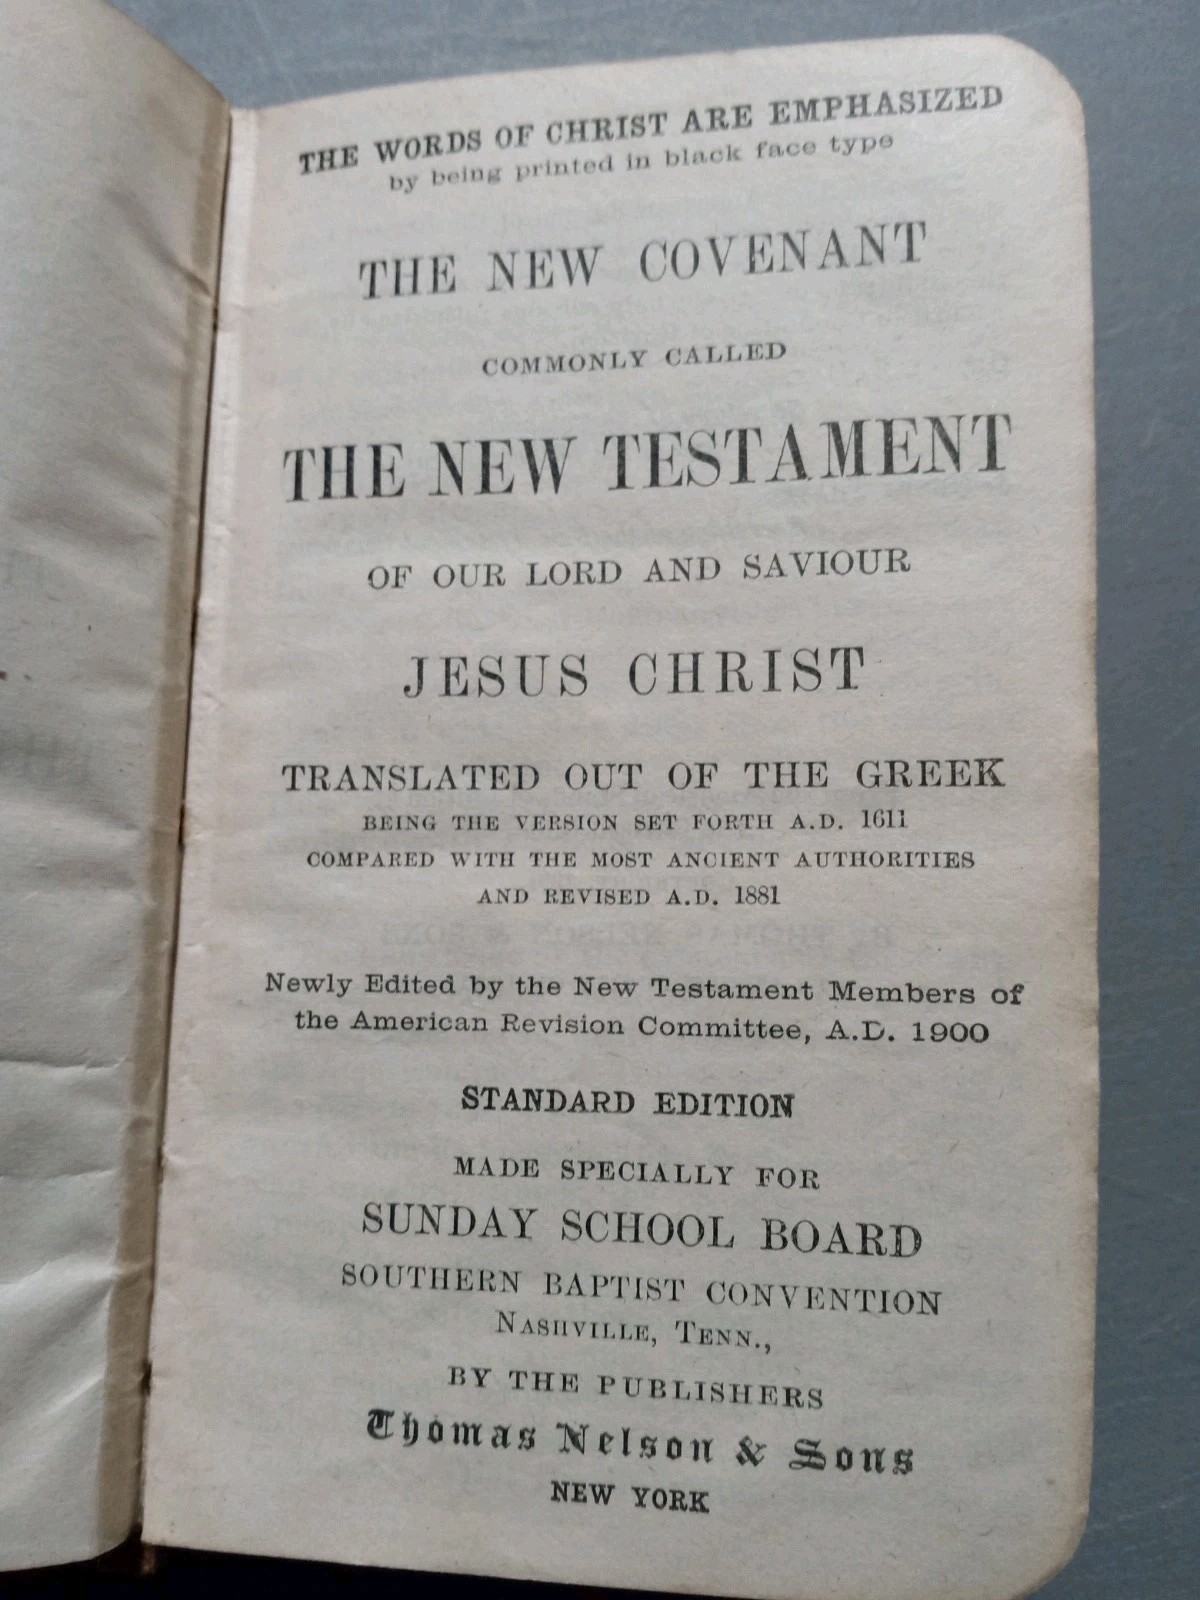 THE WORDS OF CHRIST ARE EMPHASIZED
by being printed in black face type
THE NEW COVENANT
COMMONLY CALLED
THE NEW TESTAMENT
OF OUR LORD AND SAVIOUR
JESUS CHRIST
TRANSLATED OUT OF THE GREEK
BEING THE VERSION SET FORTH A.D. 1611
COMPARED WITH THE MOST ANCIENT AUTHORITIES
AND REVISED A.D. 1881
Newly Edited by the New Testament Members of
the American Revision Committee, A.D. 1900
STANDARD EDITION
MADE SPECIALLY FOR
SUNDAY SCHOOL BOARD
SOUTHERN BAPTIST CONVENTION
NASHVILLE, TENN.,
BY THE PUBLISHERS
Thomas Nelson & Sons
NEW YORK